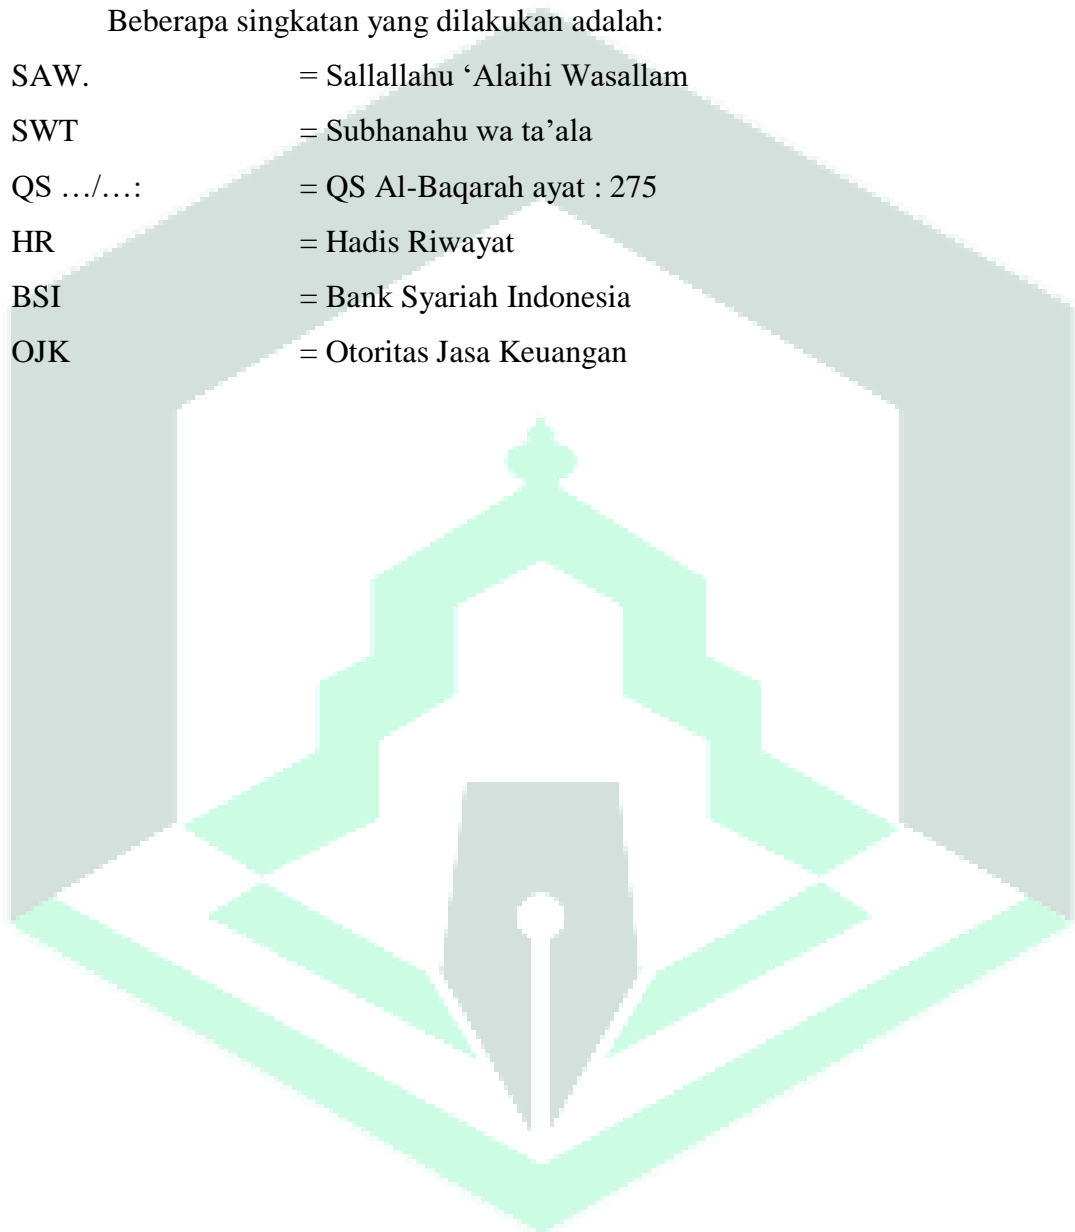 Beberapa singkatan yang dilakukan adalah:
SAW. = Sallallahu ‘Alaihi Wasallam
SWT = Subhanahu wa ta’ala
QS …/…: = QS Al-Baqarah ayat : 275
HR = Hadis Riwayat
BSI = Bank Syariah Indonesia
OJK = Otoritas Jasa Keuangan